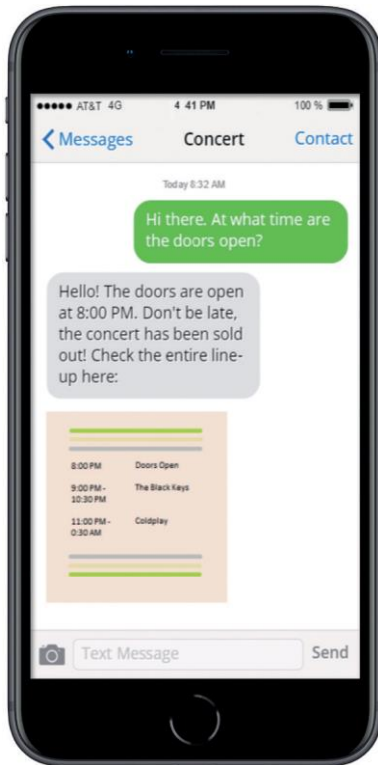 AT&T 4G 4 41 PM 100 %
Messages Concert Contact
Today 8:32 AM
Hi there. At what time are
the doors open?
Hello! The doors are open
at 8:00 PM. Don't be late,
the concert has been sold
out! Check the entire line-
up here:
8:00 PM Doors Open
9:00 PM - The Black Keys
10:30 PM
11:00 PM - Coldplay
0:30 AM
Text Message Send